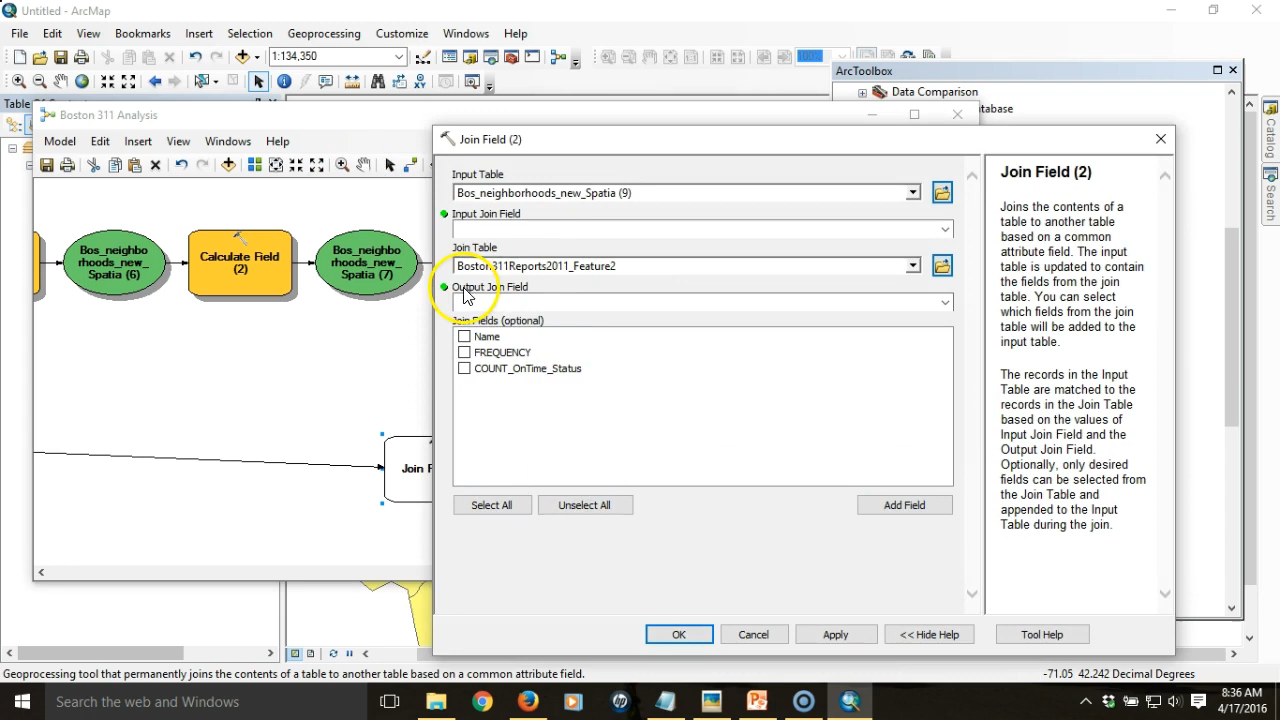 Untitled - ArcMap
File Edit View Bookmarks Insert Selection Geoprocessing Customize Windows Help
1:134,350
100%
ArcToolbox
Data Comparison
Table Of
Boston 311 Analysis
Model Edit Insert View Windows Help
Catalog
Search
Join Field (2)
Input Table
Bos_neighborhoods_new_Spatia (9)
Input Join Field
Join Table
Boston311Reports2011_Feature2
Output Join Field
Join Fields (optional)
Name
FREQUENCY
COUNT_OnTime_Status
Select All Unselect All Add Field
OK Cancel Apply << Hide Help Tool Help
Join Field (2)
Joins the contents of a
table to another table
based on a common
attribute field. The input
table is updated to contain
the fields from the join
table. You can select
which fields from the join
table will be added to the
input table.
The records in the Input
Table are matched to the
records in the Join Table
based on the values of
Input Join Field and the
Output Join Field.
Optionally, only desired
fields can be selected from
the Join Table and
appended to the Input
Table during the join.
Bos_neighbo
rhoods_new_
Spatia (6)
Calculate Field
(2)
Bos_neighbo
rhoods_new_
Spatia (7)
Join F
Geoprocessing tool that permanently joins the contents of a table to another table based on a common attribute field.
-71.05 42.242 Decimal Degrees
Search the web and Windows
8:36 AM
4/17/2016